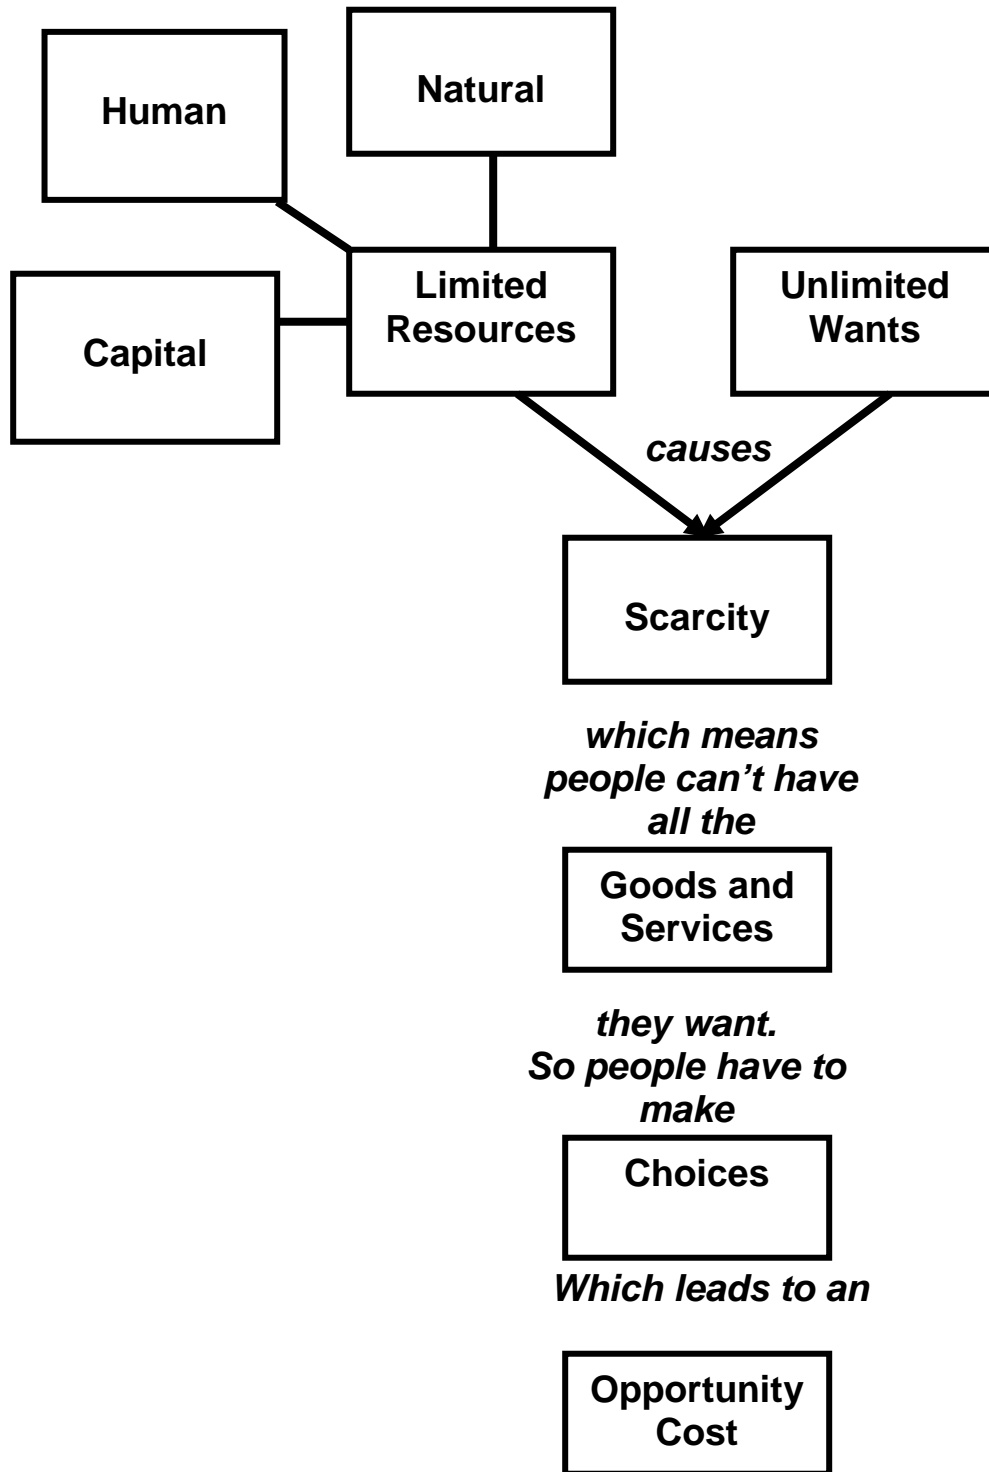 Human
Natural
Capital
Limited
Resources
Unlimited
Wants
causes
Scarcity
which means
people can’t have
all the
Goods and
Services
they want.
So people have to
make
Choices
Which leads to an
Opportunity
Cost